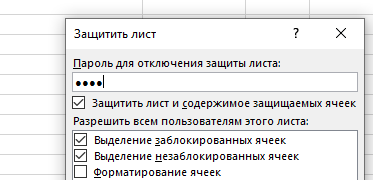 Защитить лист
Пароль для отключения защиты листа:
●●●●
Защитить лист и содержимое защищаемых ячеек
Разрешить всем пользователям этого листа:
Выделение заблокированных ячеек
Выделение незаблокированных ячеек
Форматирование ячеек